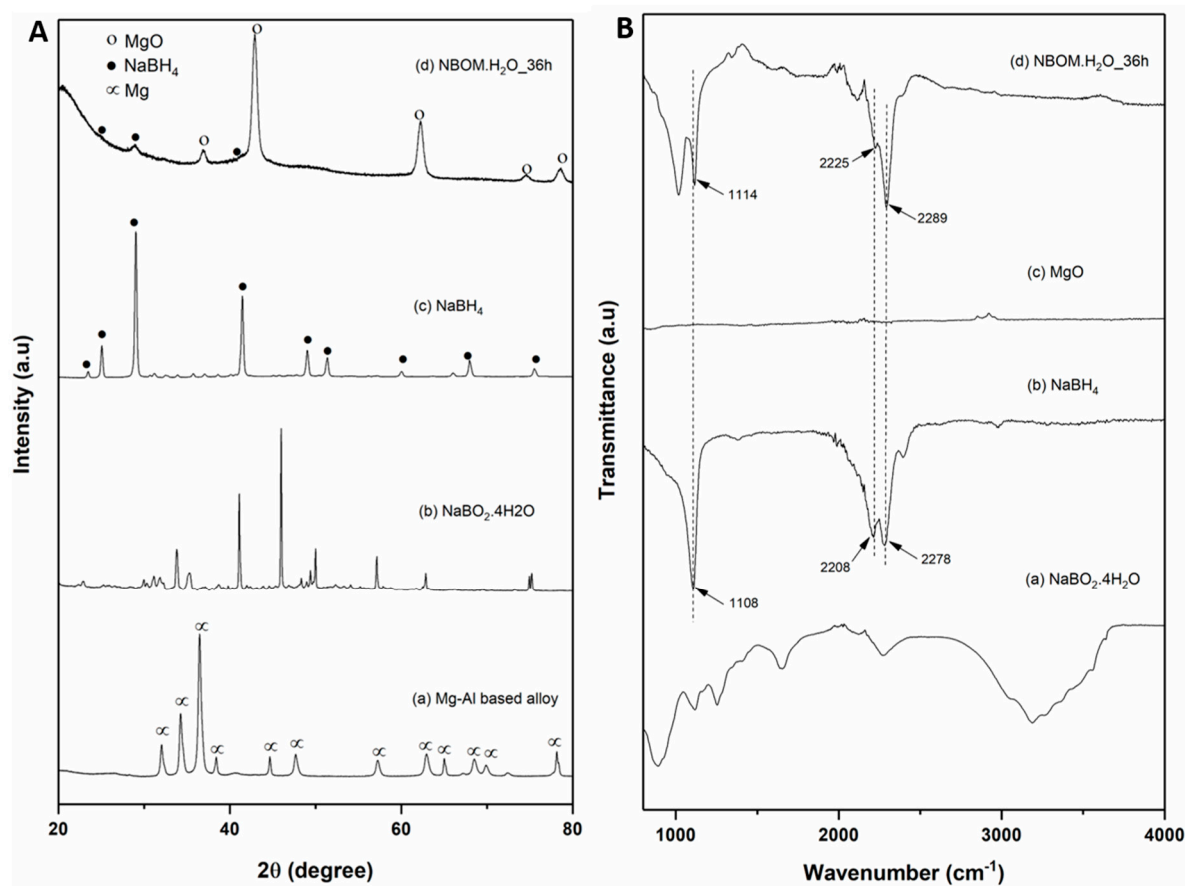 A
o MgO
● NaBH₄
∝ Mg
(d) NBOM.H₂O_36h
(c) NaBH₄
(b) NaBO₂.4H2O
(a) Mg-Al based alloy
Intensity (a.u)
20 40 60 80
2θ (degree)
B
(d) NBOM.H₂O_36h
2225
1114
2289
(c) MgO
(b) NaBH₄
2208
2278
1108
(a) NaBO₂.4H₂O
Transmittance (a.u)
1000 2000 3000 4000
Wavenumber (cm⁻¹)